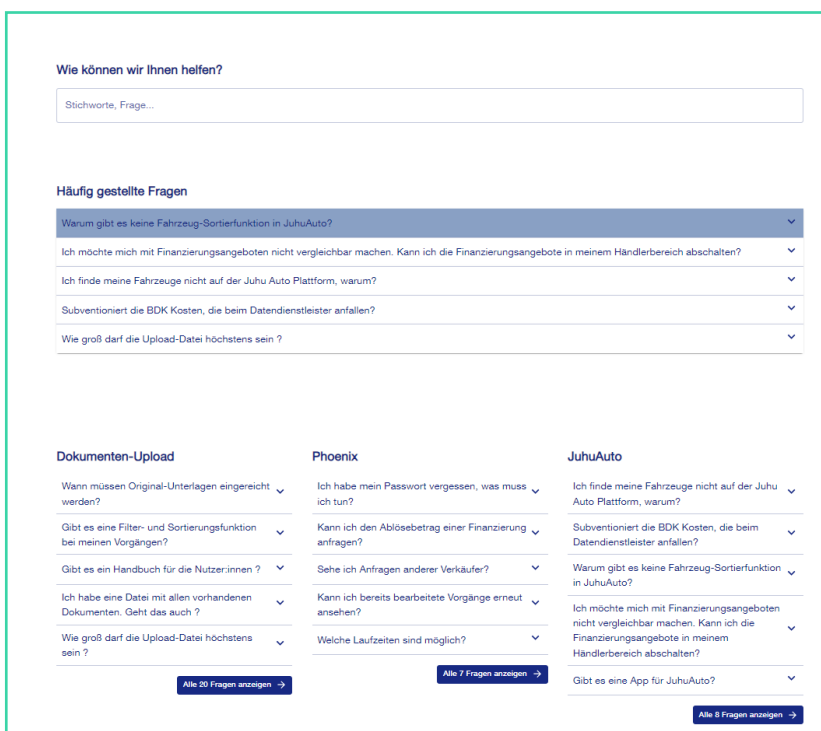 Wie können wir Ihnen helfen?
Stichworte, Frage...
Häufig gestellte Fragen
Warum gibt es keine Fahrzeug-Sortierfunktion in JuhuAuto?
Ich möchte mich mit Finanzierungsangeboten nicht vergleichbar machen. Kann ich die Finanzierungsangebote in meinem Händlerbereich abschalten?
Ich finde meine Fahrzeuge nicht auf der Juhu Auto Plattform, warum?
Subventioniert die BDK Kosten, die beim Datendienstleister anfallen?
Wie groß darf die Upload-Datei höchstens sein ?
Dokumenten-Upload
Wann müssen Original-Unterlagen eingereicht
werden?
Gibt es eine Filter- und Sortierungsfunktion
bei meinen Vorgängen?
Gibt es ein Handbuch für die Nutzer:innen ?
Ich habe eine Datei mit allen vorhandenen
Dokumenten. Geht das auch ?
Wie groß darf die Upload-Datei höchstens
sein ?
Alle 20 Fragen anzeigen →
Phoenix
Ich habe mein Passwort vergessen, was muss
ich tun?
Kann ich den Ablösebetrag einer Finanzierung
anfragen?
Sehe ich Anfragen anderer Verkäufer?
Kann ich bereits bearbeitete Vorgänge erneut
ansehen?
Welche Laufzeiten sind möglich?
Alle 7 Fragen anzeigen →
JuhuAuto
Ich finde meine Fahrzeuge nicht auf der Juhu
Auto Plattform, warum?
Subventioniert die BDK Kosten, die beim
Datendienstleister anfallen?
Warum gibt es keine Fahrzeug-Sortierfunktion
in JuhuAuto?
Ich möchte mich mit Finanzierungsangeboten
nicht vergleichbar machen. Kann ich die
Finanzierungsangebote in meinem
Händlerbereich abschalten?
Gibt es eine App für JuhuAuto?
Alle 8 Fragen anzeigen →